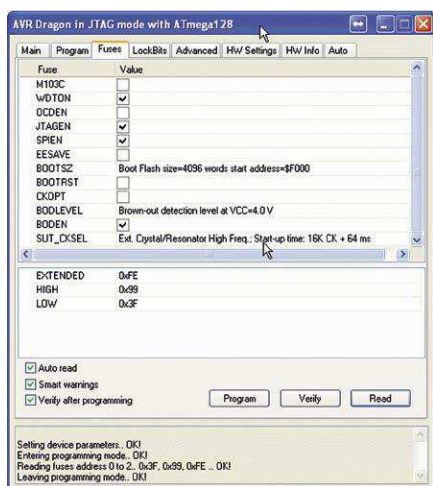 AVR Dragon in JTAG mode with ATmega128
Main Program Fuses LockBits Advanced HW Settings HW Info Auto
Fuse Value
M103C
WDTON
OCDEN
JTAGEN
SPIEN
EESAVE
BOOTSZ Boot Flash size=4096 words start address=$F000
BOOTRST
CKOPT
BODLEVEL Brown-out detection level at VCC=4.0 V
BODEN
SUT_CKSEL Ext. Crystal/Resonator High Freq.; Start-up time: 16K CK + 64 ms
EXTENDED 0xFE
HIGH 0x99
LOW 0x3F
Auto read
Smart warnings
Verify after programming
Program Verify Read
Setting device parameters.. OK!
Entering programming mode.. OK!
Reading fuses address 0 to 2.. 0x3F, 0x99, 0xFE .. OK!
Leaving programming mode.. OK!